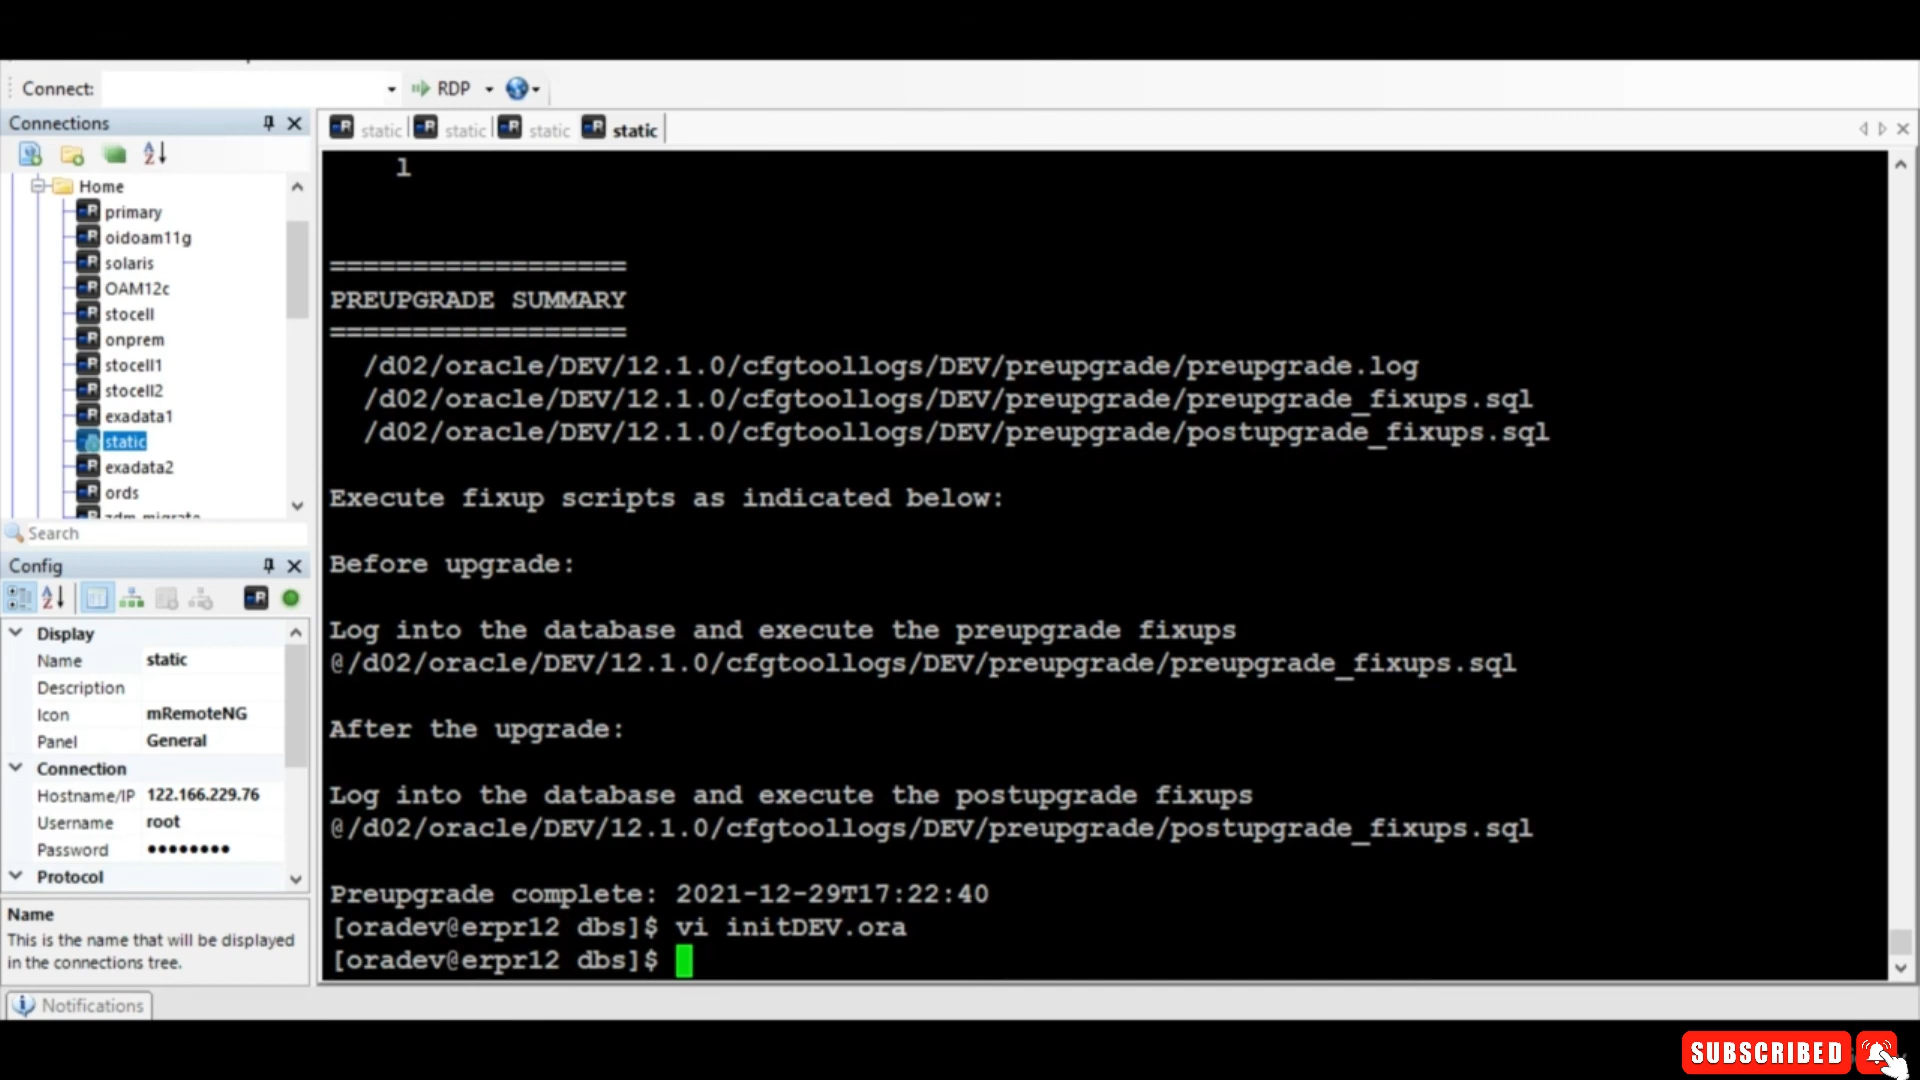 Connect:
RDP
Connections
static
static
static
static
Home
primary
oidoam11g
solaris
OAM12c
stocell
onprem
stocell1
stocell2
exadata1
static
exadata2
ords
zdm migrate
Search
Config
Display
Name static
Description
Icon mRemoteNG
Panel General
Connection
Hostname/IP 122.166.229.76
Username root
Password ●●●●●●●●
Protocol
Name
This is the name that will be displayed
in the connections tree.
Notifications
1
==================
PREUPGRADE SUMMARY
==================
/d02/oracle/DEV/12.1.0/cfgtoollogs/DEV/preupgrade/preupgrade.log
/d02/oracle/DEV/12.1.0/cfgtoollogs/DEV/preupgrade/preupgrade_fixups.sql
/d02/oracle/DEV/12.1.0/cfgtoollogs/DEV/preupgrade/postupgrade_fixups.sql
Execute fixup scripts as indicated below:
Before upgrade:
Log into the database and execute the preupgrade fixups
@/d02/oracle/DEV/12.1.0/cfgtoollogs/DEV/preupgrade/preupgrade_fixups.sql
After the upgrade:
Log into the database and execute the postupgrade fixups
@/d02/oracle/DEV/12.1.0/cfgtoollogs/DEV/preupgrade/postupgrade_fixups.sql
Preupgrade complete: 2021-12-29T17:22:40
[oradev@erpr12 dbs]$ vi initDEV.ora
[oradev@erpr12 dbs]$
SUBSCRIBED